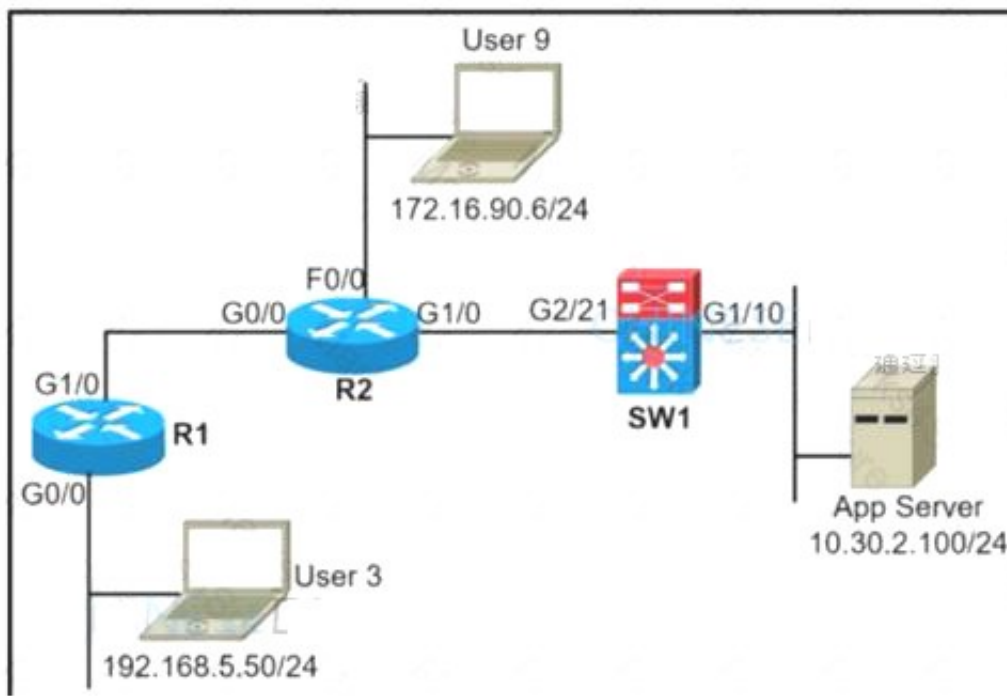 User 9
172.16.90.6/24
F0/0
G0/0
G1/0
G2/21
G1/10
R2
SW1
G1/0
R1
G0/0
App Server
10.30.2.100/24
User 3
192.168.5.50/24